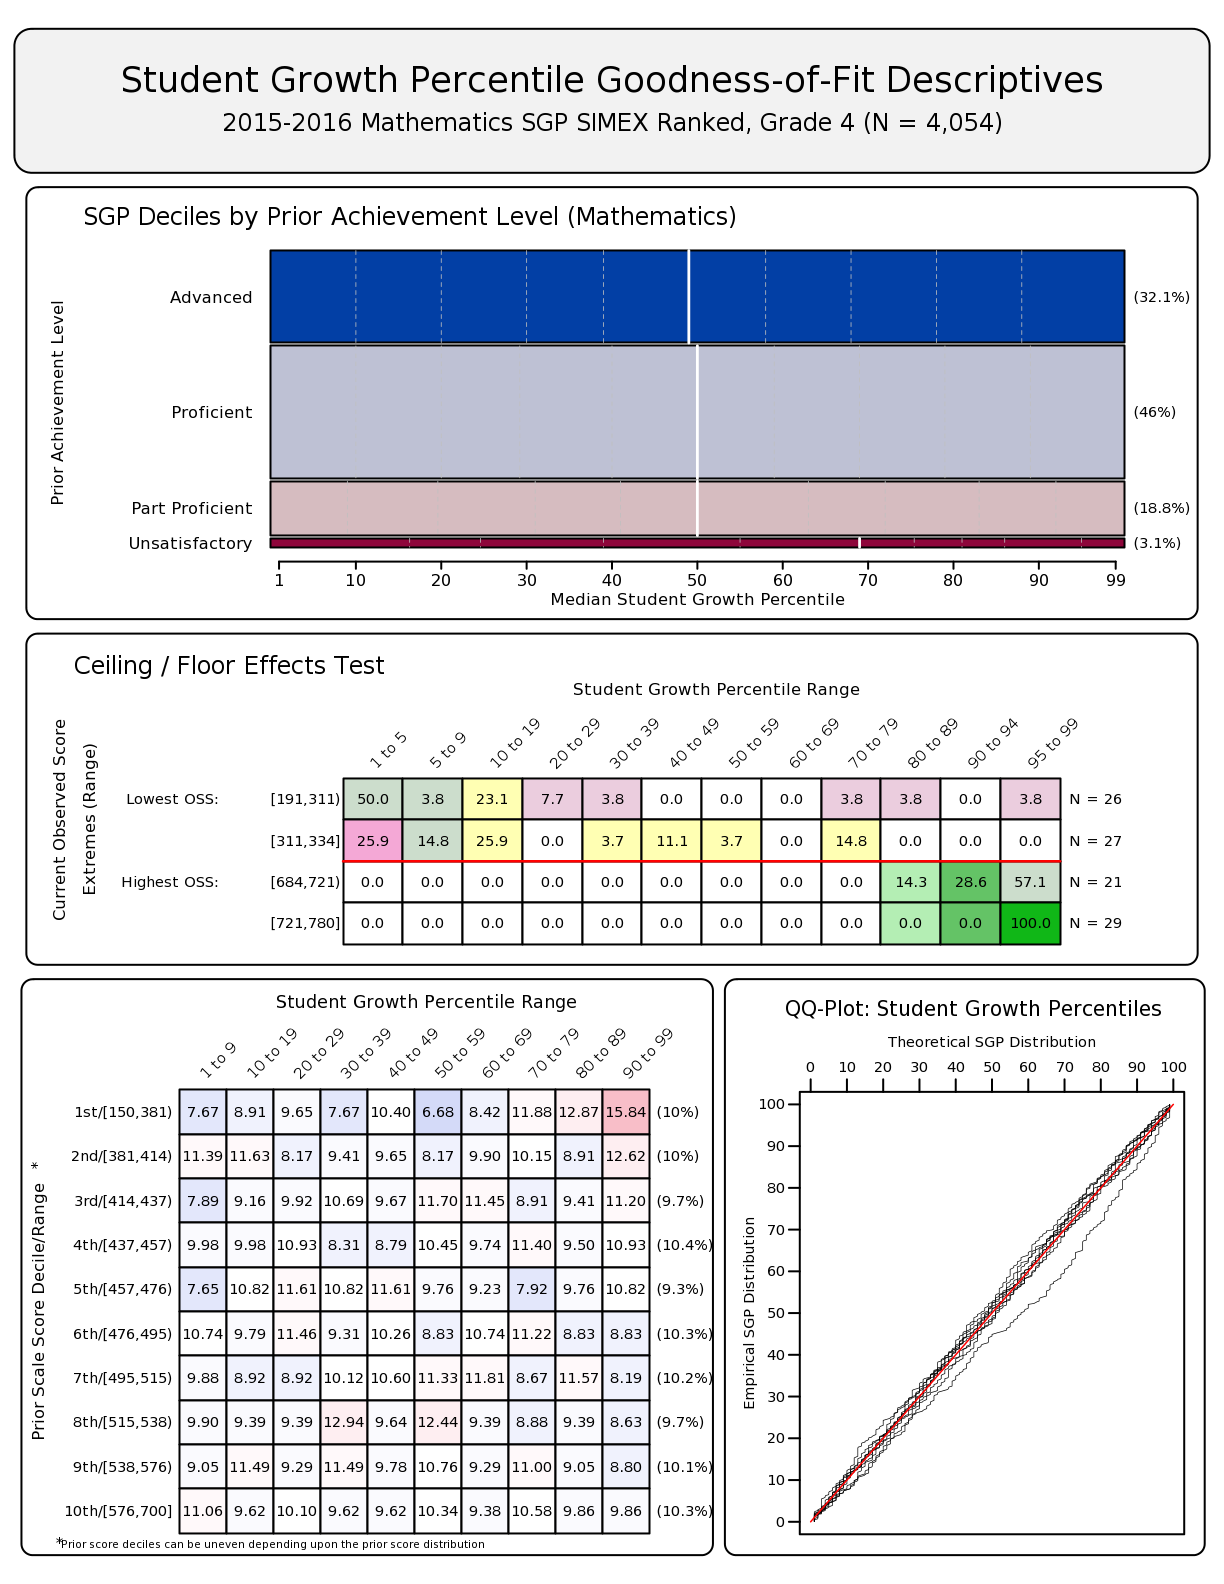 Student Growth Percentile Goodness-of-Fit Descriptives
2015-2016 Mathematics SGP SIMEX Ranked, Grade 4 (N = 4,054)
SGP Deciles by Prior Achievement Level (Mathematics)
Prior Achievement Level
Advanced (32.1%)
Proficient (46%)
Part Proficient (18.8%)
Unsatisfactory (3.1%)
1 10 20 30 40 50 60 70 80 90 99
Median Student Growth Percentile
Ceiling / Floor Effects Test
Student Growth Percentile Range
Current Observed Score
Extremes (Range)
1 to 5 5 to 9 10 to 19 20 to 29 30 to 39 40 to 49 50 to 59 60 to 69 70 to 79 80 to 89 90 to 94 95 to 99
Lowest OSS: [191,311) 50.0 3.8 23.1 7.7 3.8 0.0 0.0 0.0 3.8 3.8 0.0 3.8 N = 26
[311,334] 25.9 14.8 25.9 0.0 3.7 11.1 3.7 0.0 14.8 0.0 0.0 0.0 N = 27
Highest OSS: [684,721) 0.0 0.0 0.0 0.0 0.0 0.0 0.0 0.0 0.0 14.3 28.6 57.1 N = 21
[721,780] 0.0 0.0 0.0 0.0 0.0 0.0 0.0 0.0 0.0 0.0 0.0 100.0 N = 29
Student Growth Percentile Range
Prior Scale Score Decile/Range *
1 to 9 10 to 19 20 to 29 30 to 39 40 to 49 50 to 59 60 to 69 70 to 79 80 to 89 90 to 99
1st/[150,381) 7.67 8.91 9.65 7.67 10.40 6.68 8.42 11.88 12.87 15.84 (10%)
2nd/[381,414) 11.39 11.63 8.17 9.41 9.65 8.17 9.90 10.15 8.91 12.62 (10%)
3rd/[414,437) 7.89 9.16 9.92 10.69 9.67 11.70 11.45 8.91 9.41 11.20 (9.7%)
4th/[437,457) 9.98 9.98 10.93 8.31 8.79 10.45 9.74 11.40 9.50 10.93 (10.4%)
5th/[457,476) 7.65 10.82 11.61 10.82 11.61 9.76 9.23 7.92 9.76 10.82 (9.3%)
6th/[476,495) 10.74 9.79 11.46 9.31 10.26 8.83 10.74 11.22 8.83 8.83 (10.3%)
7th/[495,515) 9.88 8.92 8.92 10.12 10.60 11.33 11.81 8.67 11.57 8.19 (10.2%)
8th/[515,538) 9.90 9.39 9.39 12.94 9.64 12.44 9.39 8.88 9.39 8.63 (9.7%)
9th/[538,576) 9.05 11.49 9.29 11.49 9.78 10.76 9.29 11.00 9.05 8.80 (10.1%)
10th/[576,700] 11.06 9.62 10.10 9.62 9.62 10.34 9.38 10.58 9.86 9.86 (10.3%)
*Prior score deciles can be uneven depending upon the prior score distribution
QQ-Plot: Student Growth Percentiles
Theoretical SGP Distribution
0 10 20 30 40 50 60 70 80 90 100
Empirical SGP Distribution
100
90
80
70
60
50
40
30
20
10
0